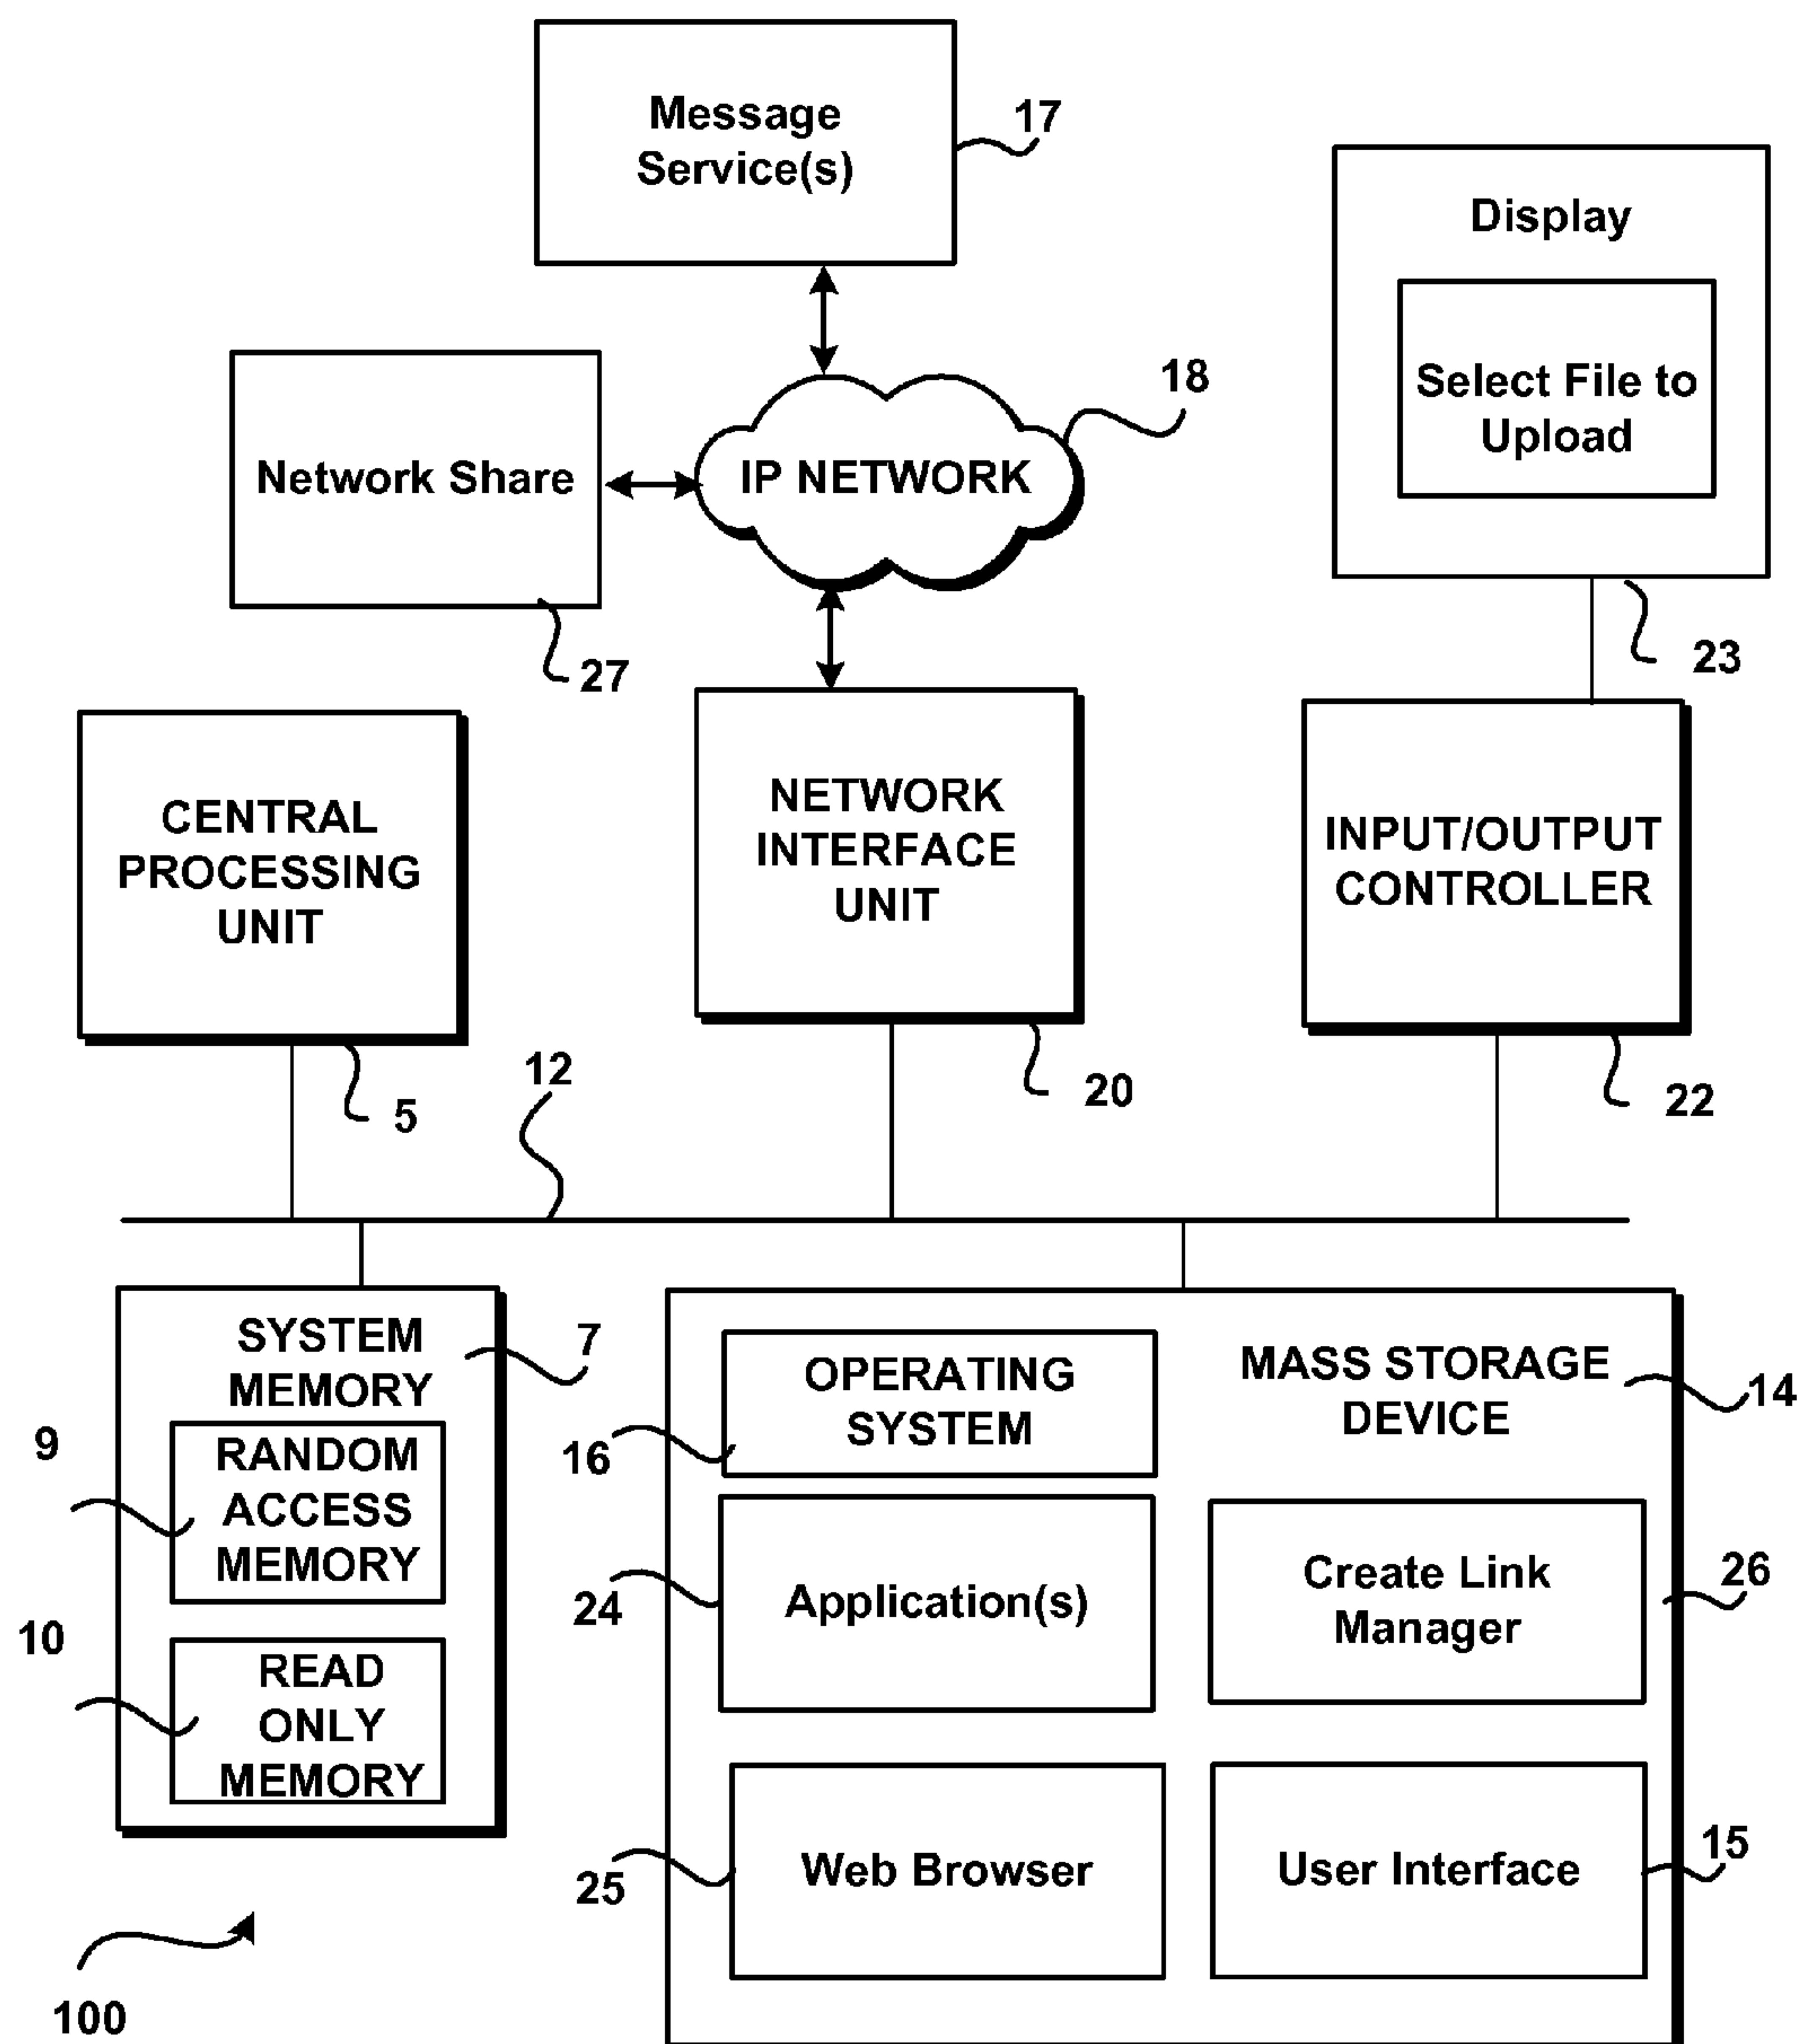 Message
Service(s)
17
Display
Select File to
Upload
18
Network Share
IP NETWORK
27
23
CENTRAL
PROCESSING
UNIT
NETWORK
INTERFACE
UNIT
INPUT/OUTPUT
CONTROLLER
12
5
20
22
SYSTEM
MEMORY
7
9
RANDOM
ACCESS
MEMORY
10
READ
ONLY
MEMORY
OPERATING
SYSTEM
16
MASS STORAGE
DEVICE
14
24
Application(s)
Create Link
Manager
26
25
Web Browser
User Interface
15
100